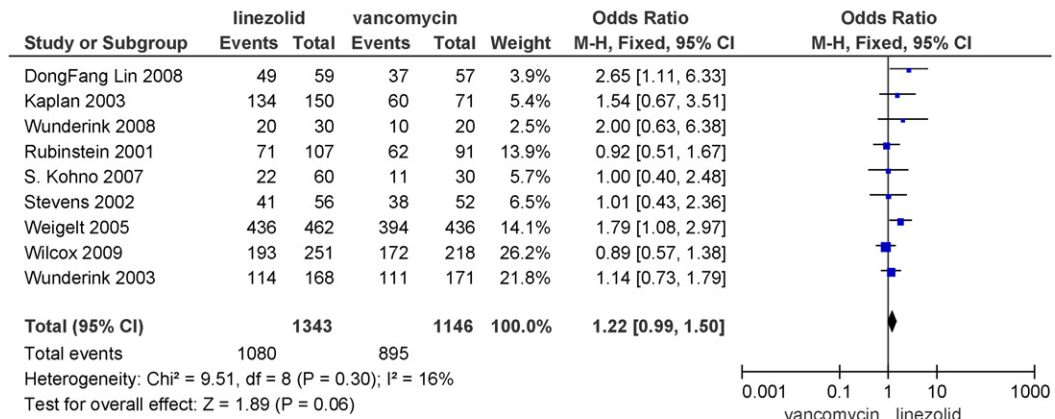 linezolid vancomycin Odds Ratio Odds Ratio
Study or Subgroup Events Total Events Total Weight M-H, Fixed, 95% CI M-H, Fixed, 95% CI
DongFang Lin 2008 49 59 37 57 3.9% 2.65 [1.11, 6.33]
Kaplan 2003 134 150 60 71 5.4% 1.54 [0.67, 3.51]
Wunderink 2008 20 30 10 20 2.5% 2.00 [0.63, 6.38]
Rubinstein 2001 71 107 62 91 13.9% 0.92 [0.51, 1.67]
S. Kohno 2007 22 60 11 30 5.7% 1.00 [0.40, 2.48]
Stevens 2002 41 56 38 52 6.5% 1.01 [0.43, 2.36]
Weigelt 2005 436 462 394 436 14.1% 1.79 [1.08, 2.97]
Wilcox 2009 193 251 172 218 26.2% 0.89 [0.57, 1.38]
Wunderink 2003 114 168 111 171 21.8% 1.14 [0.73, 1.79]
Total (95% CI) 1343 1146 100.0% 1.22 [0.99, 1.50]
Total events 1080 895
Heterogeneity: Chi² = 9.51, df = 8 (P = 0.30); I² = 16%
Test for overall effect: Z = 1.89 (P = 0.06)
0.001 0.1 1 10 1000
vancomycin linezolid